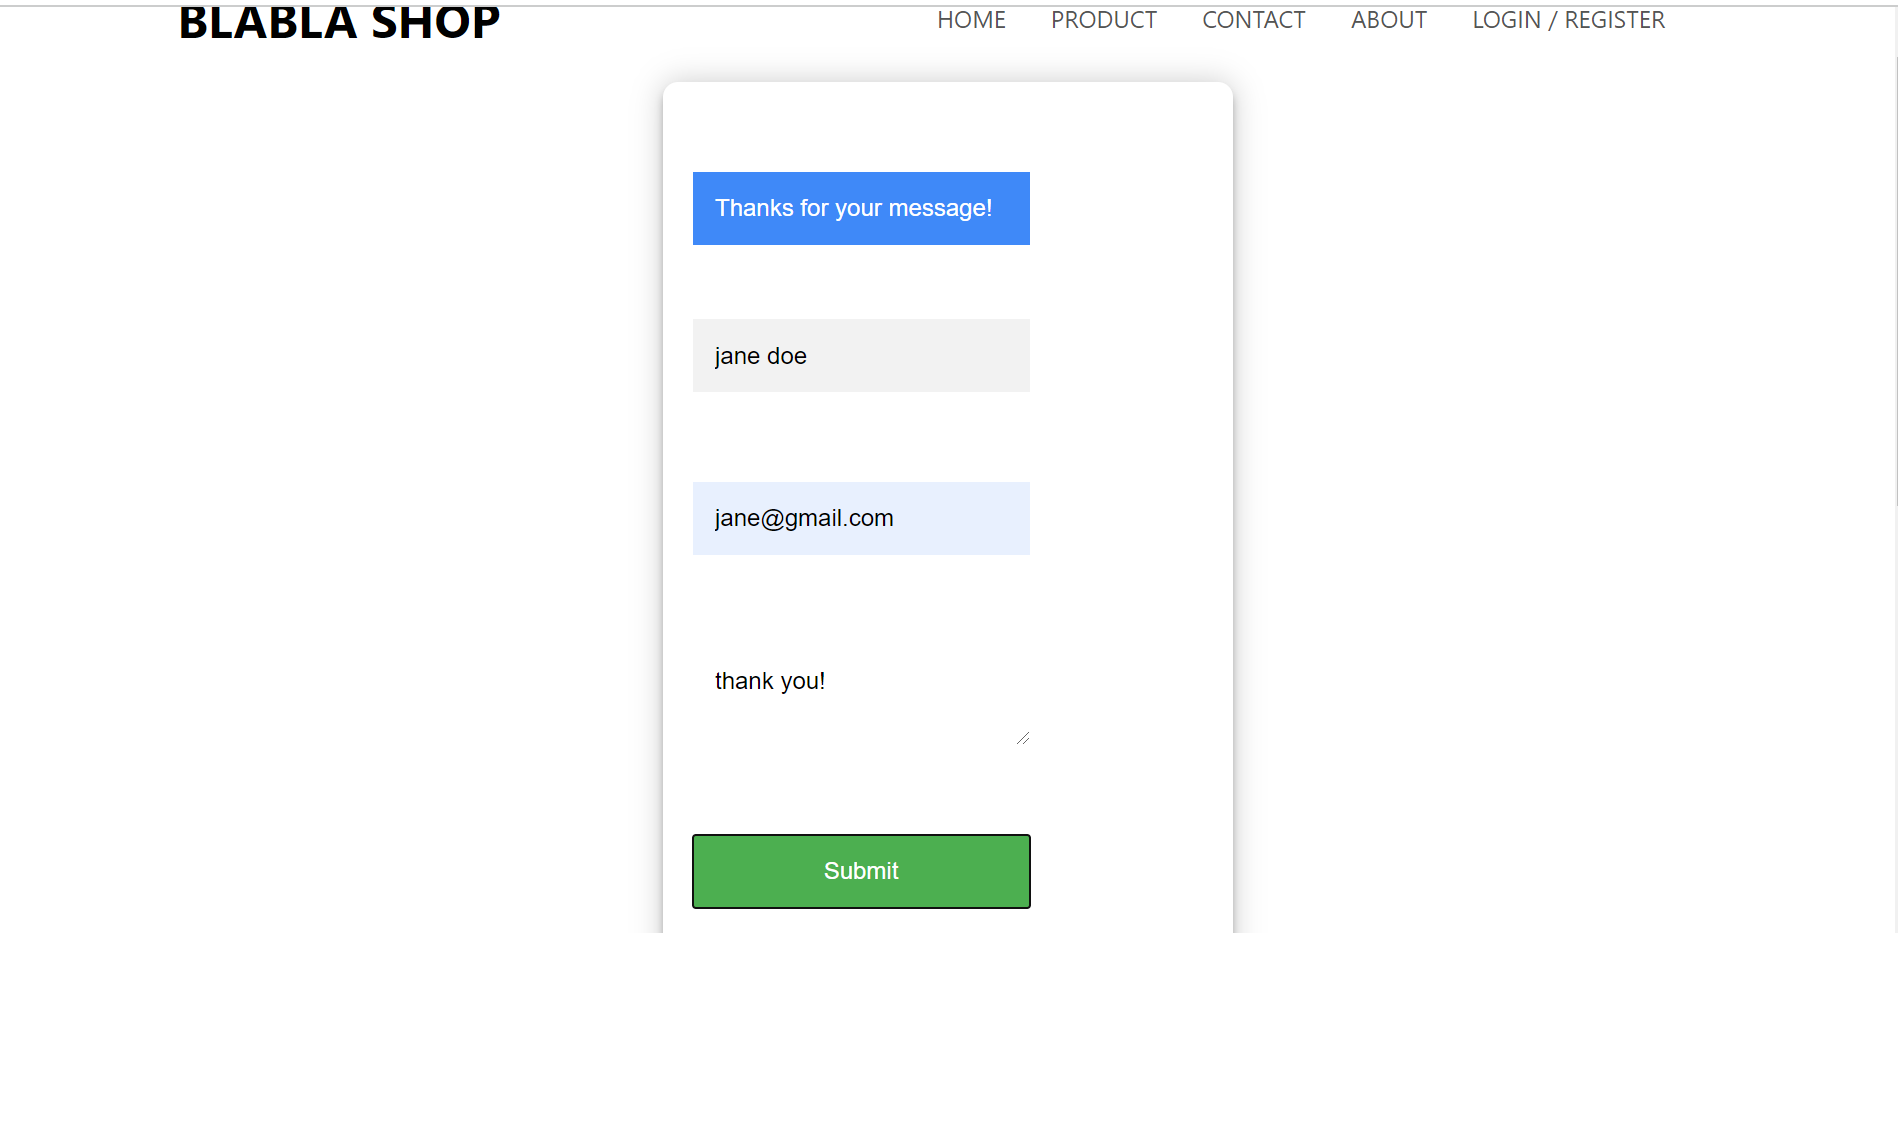 BLABLA SHOP
HOME PRODUCT CONTACT ABOUT LOGIN / REGISTER
Thanks for your message!
jane doe
jane@gmail.com
thank you!
Submit